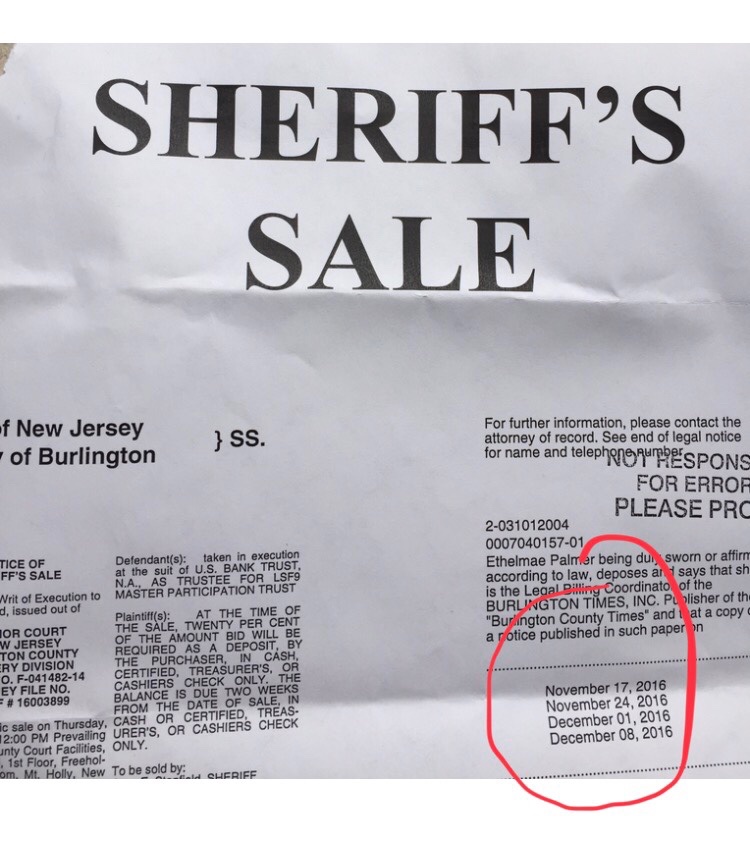 SHERIFF'S
SALE
of New Jersey
of Burlington
} SS.
For further information, please contact the
attorney of record. See end of legal notice
for name and telephone number.
NOT RESPONS
FOR ERROR
PLEASE PRO
2-031012004
0007040157-01
Ethelmae Palmer being duly sworn or affirm
according to law, deposes and says that sh
is the Legal Billing Coordinator of the
BURLINGTON TIMES, INC. Publisher of the
"Burlington County Times" and that a copy o
a notice published in such paper on
November 17, 2016
November 24, 2016
December 01, 2016
December 08, 2016
TICE OF
FF'S SALE
Writ of Execution to
d, issued out of
IOR COURT
W JERSEY
TON COUNTY
RY DIVISION
O. F-041482-14
EY FILE NO.
# 16003899
ic sale on Thursday,
12:00 PM Prevailing
unty Court Facilities,
, 1st Floor, Freehol-
om, Mt. Holly, New
Defendant(s): taken in execution
at the suit of U.S. BANK TRUST,
N.A., AS TRUSTEE FOR LSF9
MASTER PARTICIPATION TRUST
Plaintiff(s): AT THE TIME OF
THE SALE, TWENTY PER CENT
OF THE AMOUNT BID WILL BE
REQUIRED AS A DEPOSIT, BY
THE PURCHASER, IN CASH,
CERTIFIED, TREASURER'S, OR
CASHIERS CHECK ONLY. THE
BALANCE IS DUE TWO WEEKS
FROM THE DATE OF SALE, IN
CASH OR CERTIFIED, TREAS-
URER'S, OR CASHIERS CHECK
ONLY.
To be sold by:
SHERIFF